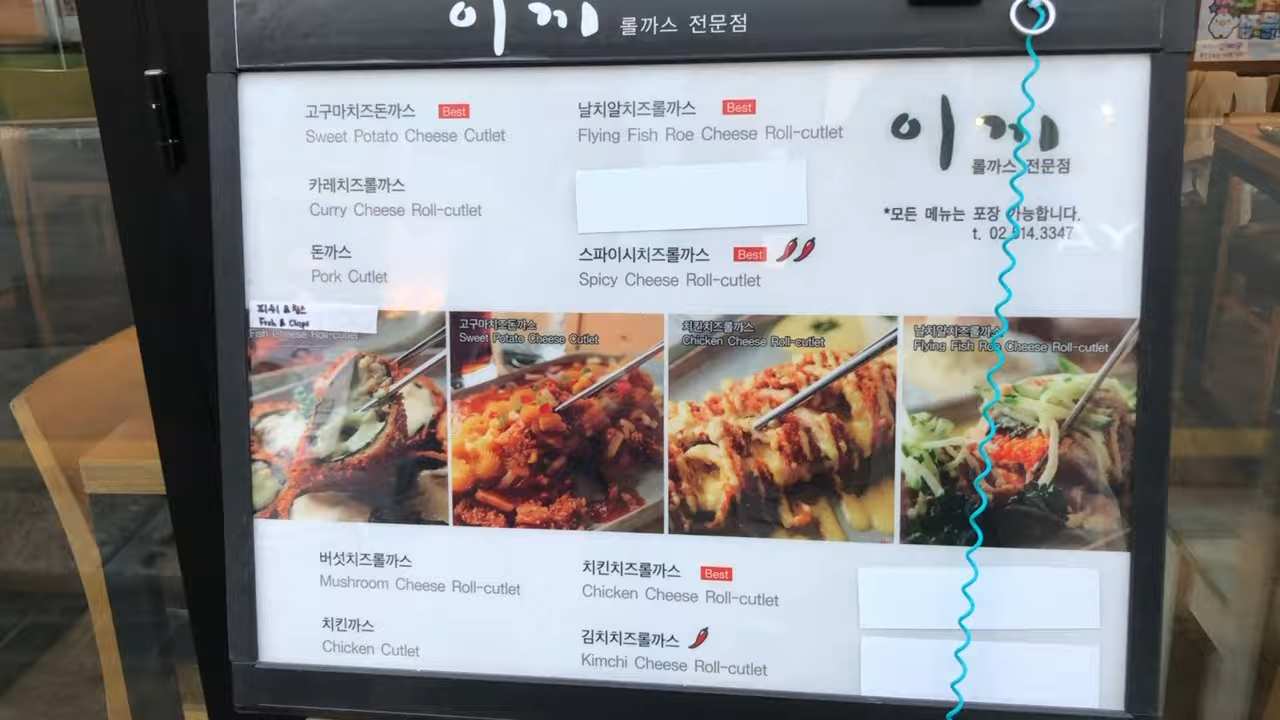 이끼 롤까스 전문점
고구마치즈돈까스 Best
Sweet Potato Cheese Cutlet
카레치즈롤까스
Curry Cheese Roll-cutlet
돈까스
Pork Cutlet
날치알치즈롤까스 Best
Flying Fish Roe Cheese Roll-cutlet
스파이시치즈롤까스 Best
Spicy Cheese Roll-cutlet
이끼
롤까스 전문점
*모든 메뉴는 포장 가능합니다.
t. 02 914.3347
피쉬&칩스
Fish & Chips
Fish Cheese Roll-cutlet
고구마치즈돈까스
Sweet Potato Cheese Cutlet
치킨치즈롤까스
Chicken Cheese Roll-cutlet
날치알치즈롤까스
Flying Fish Roe Cheese Roll-cutlet
버섯치즈롤까스
Mushroom Cheese Roll-cutlet
치킨까스
Chicken Cutlet
치킨치즈롤까스 Best
Chicken Cheese Roll-cutlet
김치치즈롤까스
Kimchi Cheese Roll-cutlet